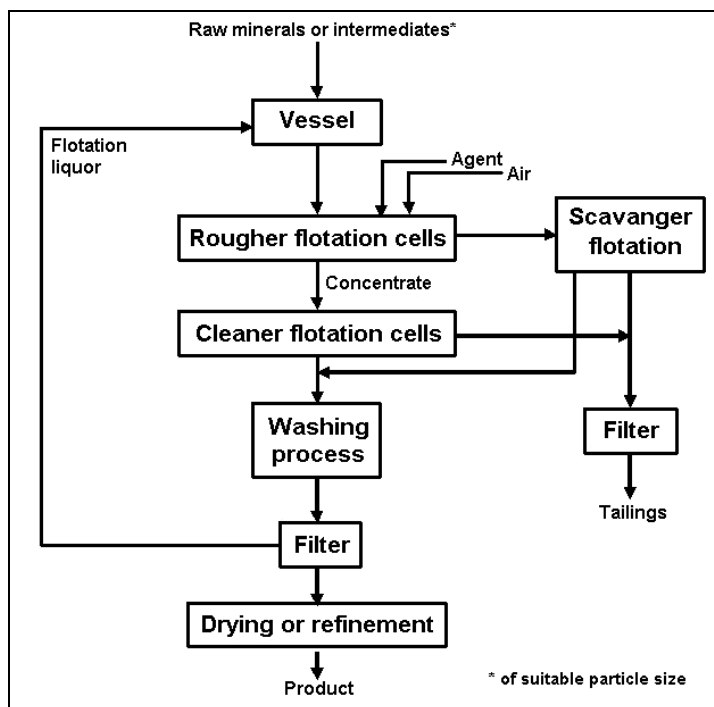 Raw minerals or intermediates*
Vessel
Flotation
liquor
Agent
Air
Rougher flotation cells
Scavanger
flotation
Concentrate
Cleaner flotation cells
Washing
process
Filter
Tailings
Filter
Drying or refinement
Product
* of suitable particle size